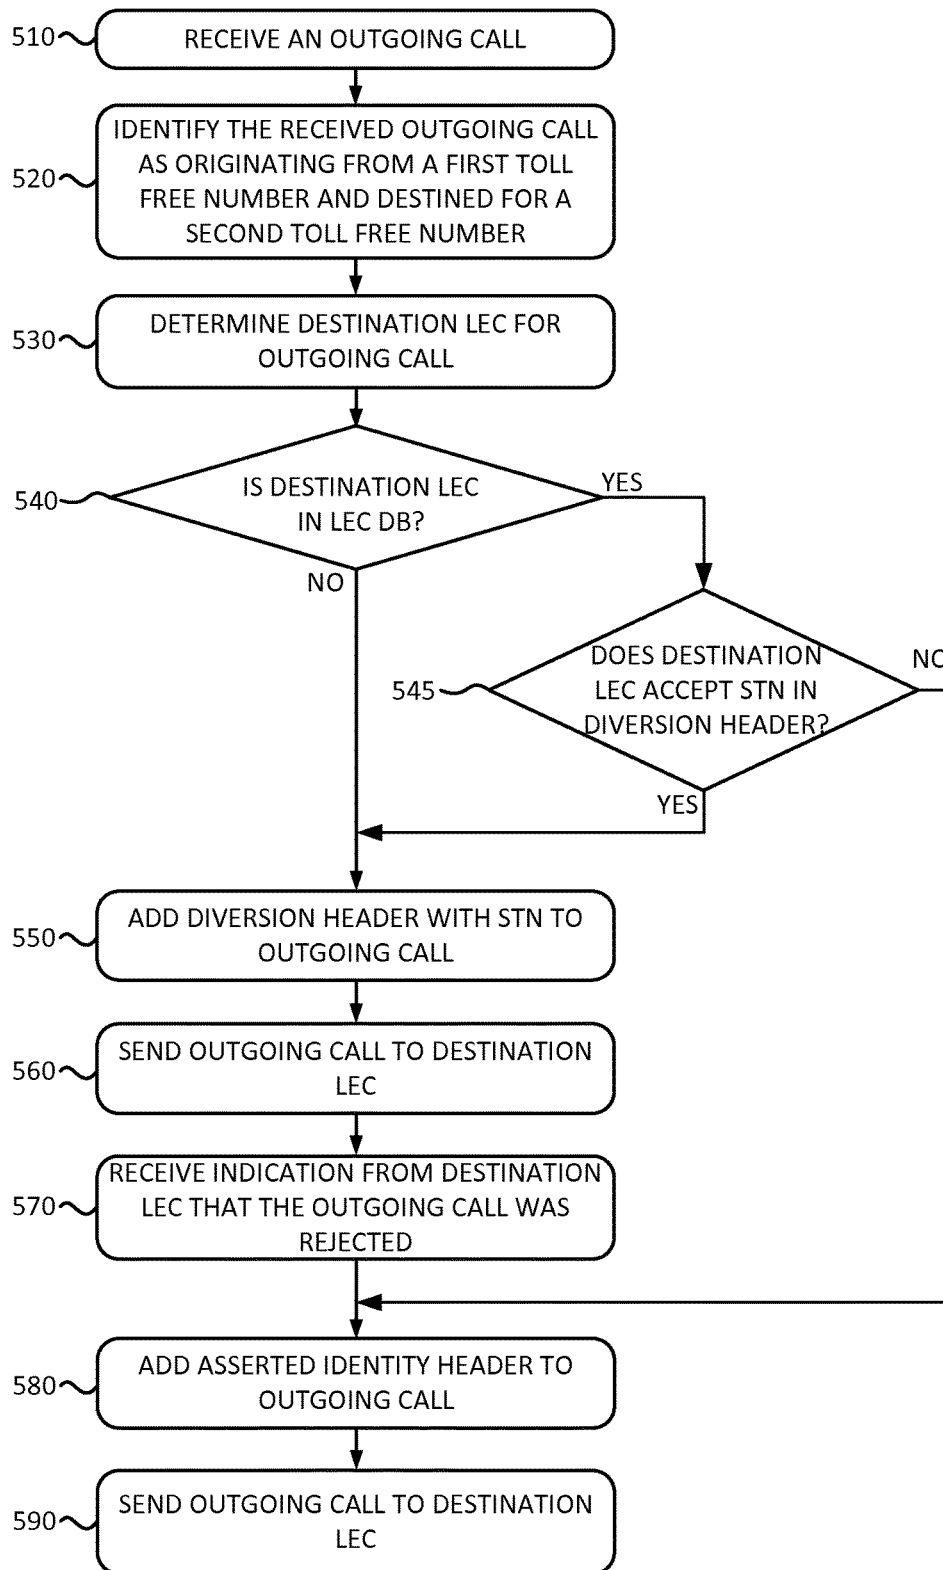 510
RECEIVE AN OUTGOING CALL
520
IDENTIFY THE RECEIVED OUTGOING CALL
AS ORIGINATING FROM A FIRST TOLL
FREE NUMBER AND DESTINED FOR A
SECOND TOLL FREE NUMBER
530
DETERMINE DESTINATION LEC FOR
OUTGOING CALL
540
IS DESTINATION LEC
IN LEC DB?
YES
NO
545
DOES DESTINATION
LEC ACCEPT STN IN
DIVERSION HEADER?
NO
YES
550
ADD DIVERSION HEADER WITH STN TO
OUTGOING CALL
560
SEND OUTGOING CALL TO DESTINATION
LEC
570
RECEIVE INDICATION FROM DESTINATION
LEC THAT THE OUTGOING CALL WAS
REJECTED
580
ADD ASSERTED IDENTITY HEADER TO
OUTGOING CALL
590
SEND OUTGOING CALL TO DESTINATION
LEC